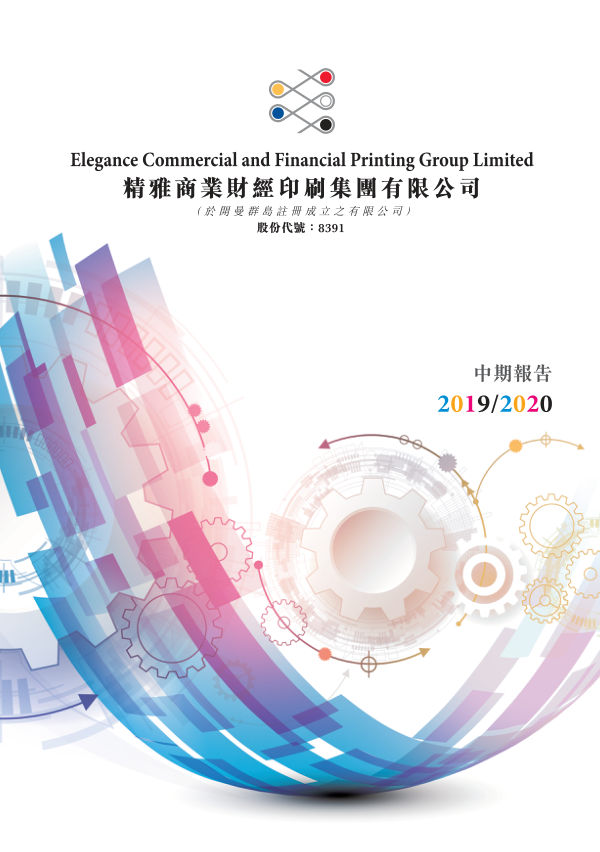 Elegance Commercial and Financial Printing Group Limited
精雅商業財經印刷集團有限公司
（於開曼群島註冊成立之有限公司）
股份代號：8391
中期報告
2019/2020